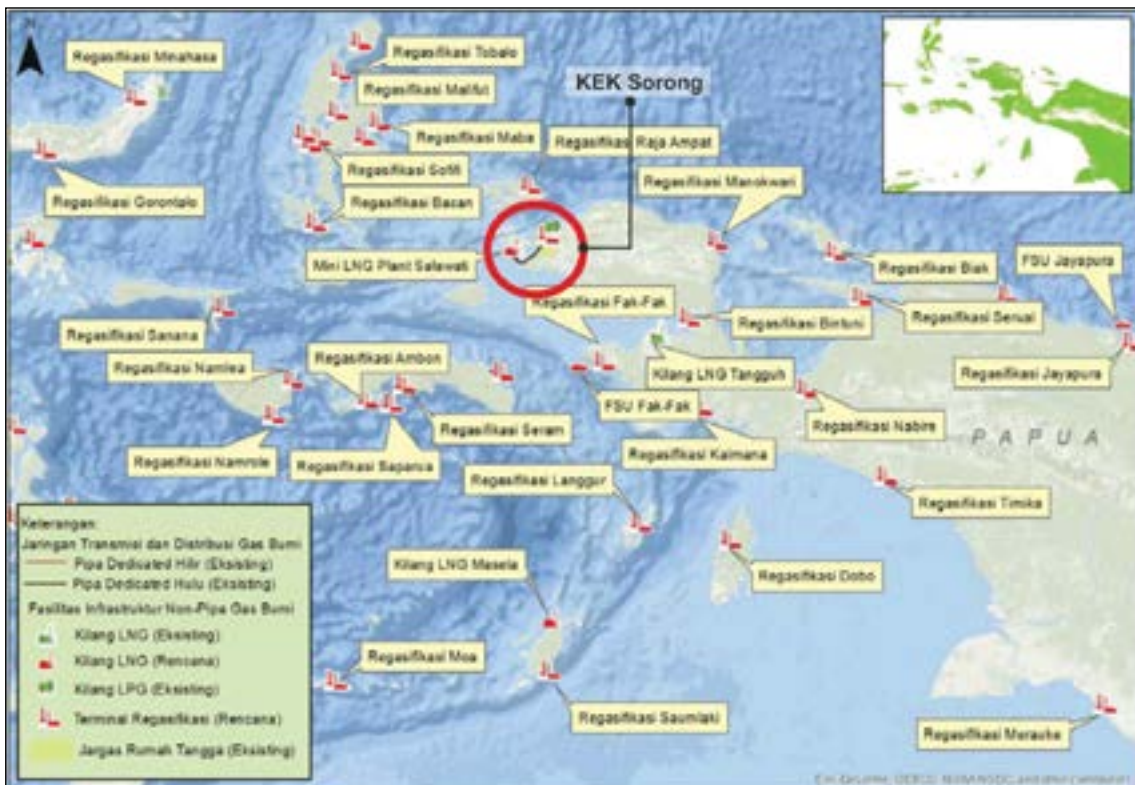 N
Regasifikasi Minahasa
Regasifikasi Tobalo
KEK Sorong
Regasifikasi Malifut
Regasifikasi Maba
Regasifikasi Raja Ampat
Regasifikasi Sofifi
Regasifikasi Manokwari
Regasifikasi Gorontalo
Regasifikasi Bacan
Mini LNG Plant Salawati
Regasifikasi Biak
FSU Jayapura
Regasifikasi Fak-Fak
Regasifikasi Bintuni
Regasifikasi Serui
Regasifikasi Sanana
Regasifikasi Namlea
Regasifikasi Ambon
Kilang LNG Tangguh
Regasifikasi Jayapura
FSU Fak-Fak
Regasifikasi Nabire
Regasifikasi Seram
PAPUA
Regasifikasi Namrole
Regasifikasi Saparua
Regasifikasi Kaimana
Regasifikasi Langgur
Regasifikasi Timika
Kilang LNG Masela
Regasifikasi Dobo
Regasifikasi Moa
Regasifikasi Saumlaki
Regasifikasi Merauke
Keterangan:
Jaringan Transmisi dan Distribusi Gas Bumi
Pipa Dedicated Hilir (Eksisting)
Pipa Dedicated Hulu (Eksisting)
Fasilitas Infrastruktur Non-Pipa Gas Bumi
Kilang LNG (Eksisting)
Kilang LNG (Rencana)
Kilang LPG (Eksisting)
Terminal Regasifikasi (Rencana)
Jargas Rumah Tangga (Eksisting)